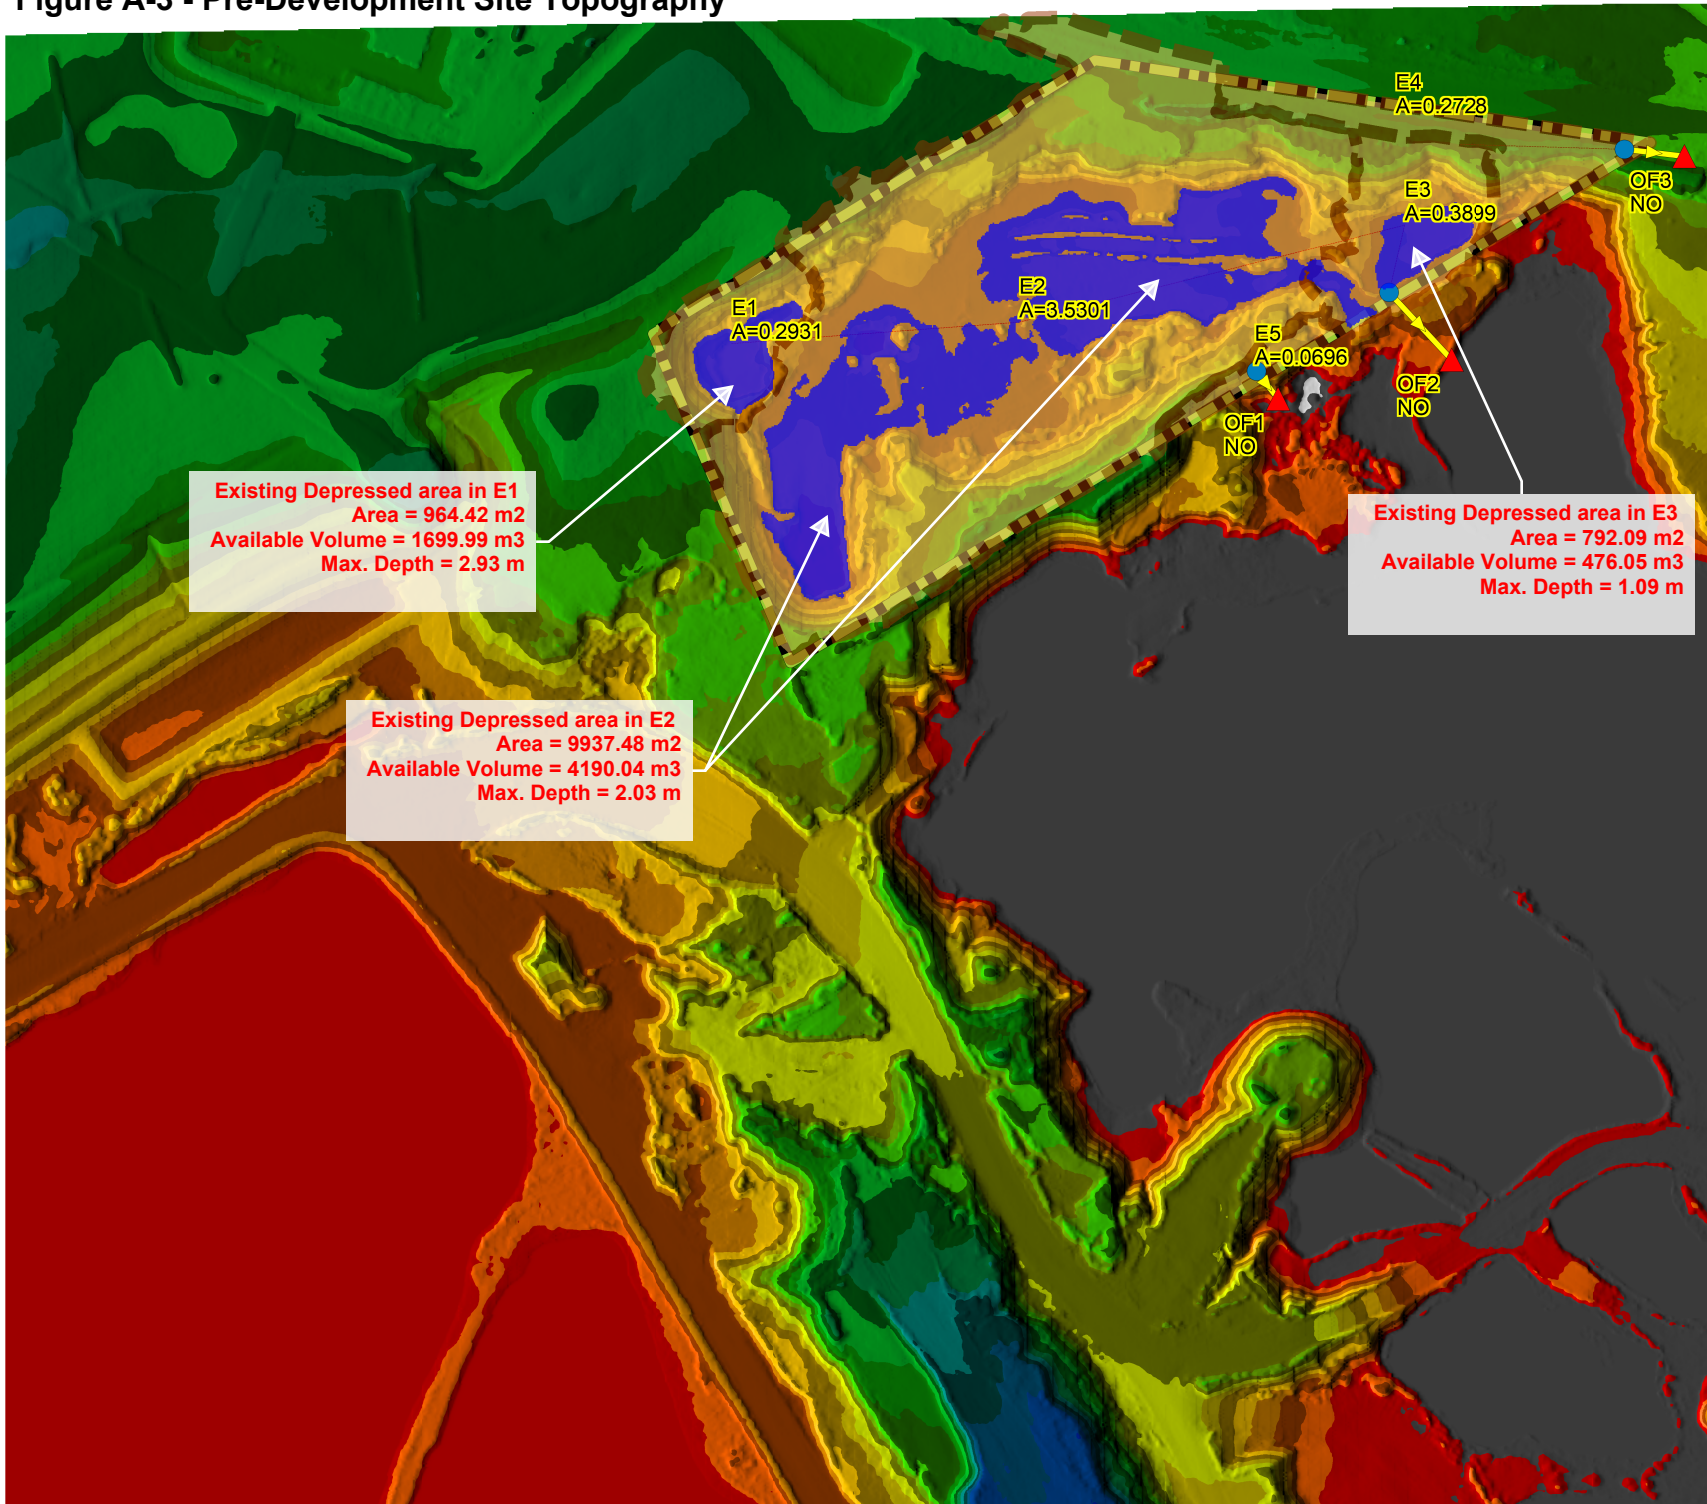 Figure A-3 - Pre-Development Site Topography
E4
A=0.2728
OF3
NO
E3
A=0.3899
E2
A=3.5301
E1
A=0.2931
E5
A=0.0696
OF2
NO
OF1
NO
Existing Depressed area in E1
Area = 964.42 m2
Available Volume = 1699.99 m3
Max. Depth = 2.93 m
Existing Depressed area in E3
Area = 792.09 m2
Available Volume = 476.05 m3
Max. Depth = 1.09 m
Existing Depressed area in E2
Area = 9937.48 m2
Available Volume = 4190.04 m3
Max. Depth = 2.03 m